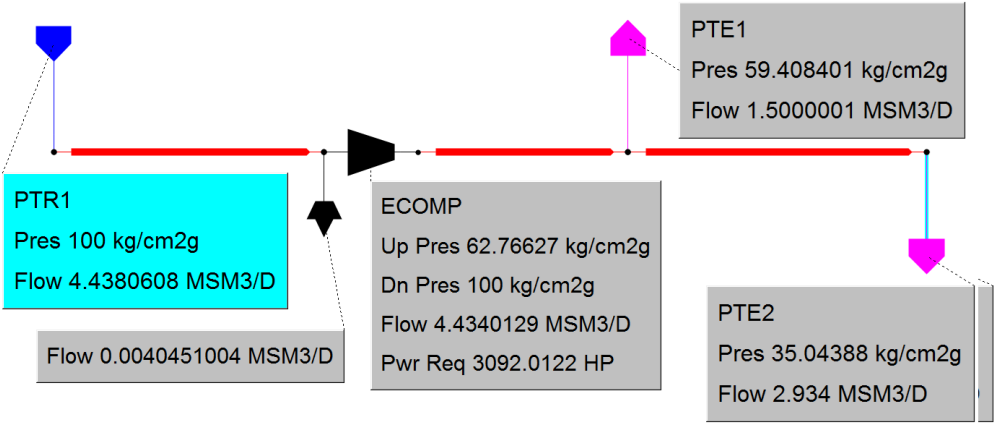 PTE1
Pres 59.408401 kg/cm2g
Flow 1.5000001 MSM3/D
PTR1
Pres 100 kg/cm2g
Flow 4.4380608 MSM3/D
ECOMP
Up Pres 62.76627 kg/cm2g
Dn Pres 100 kg/cm2g
Flow 4.4340129 MSM3/D
Pwr Req 3092.0122 HP
Flow 0.0040451004 MSM3/D
PTE2
Pres 35.04388 kg/cm2g
Flow 2.934 MSM3/D